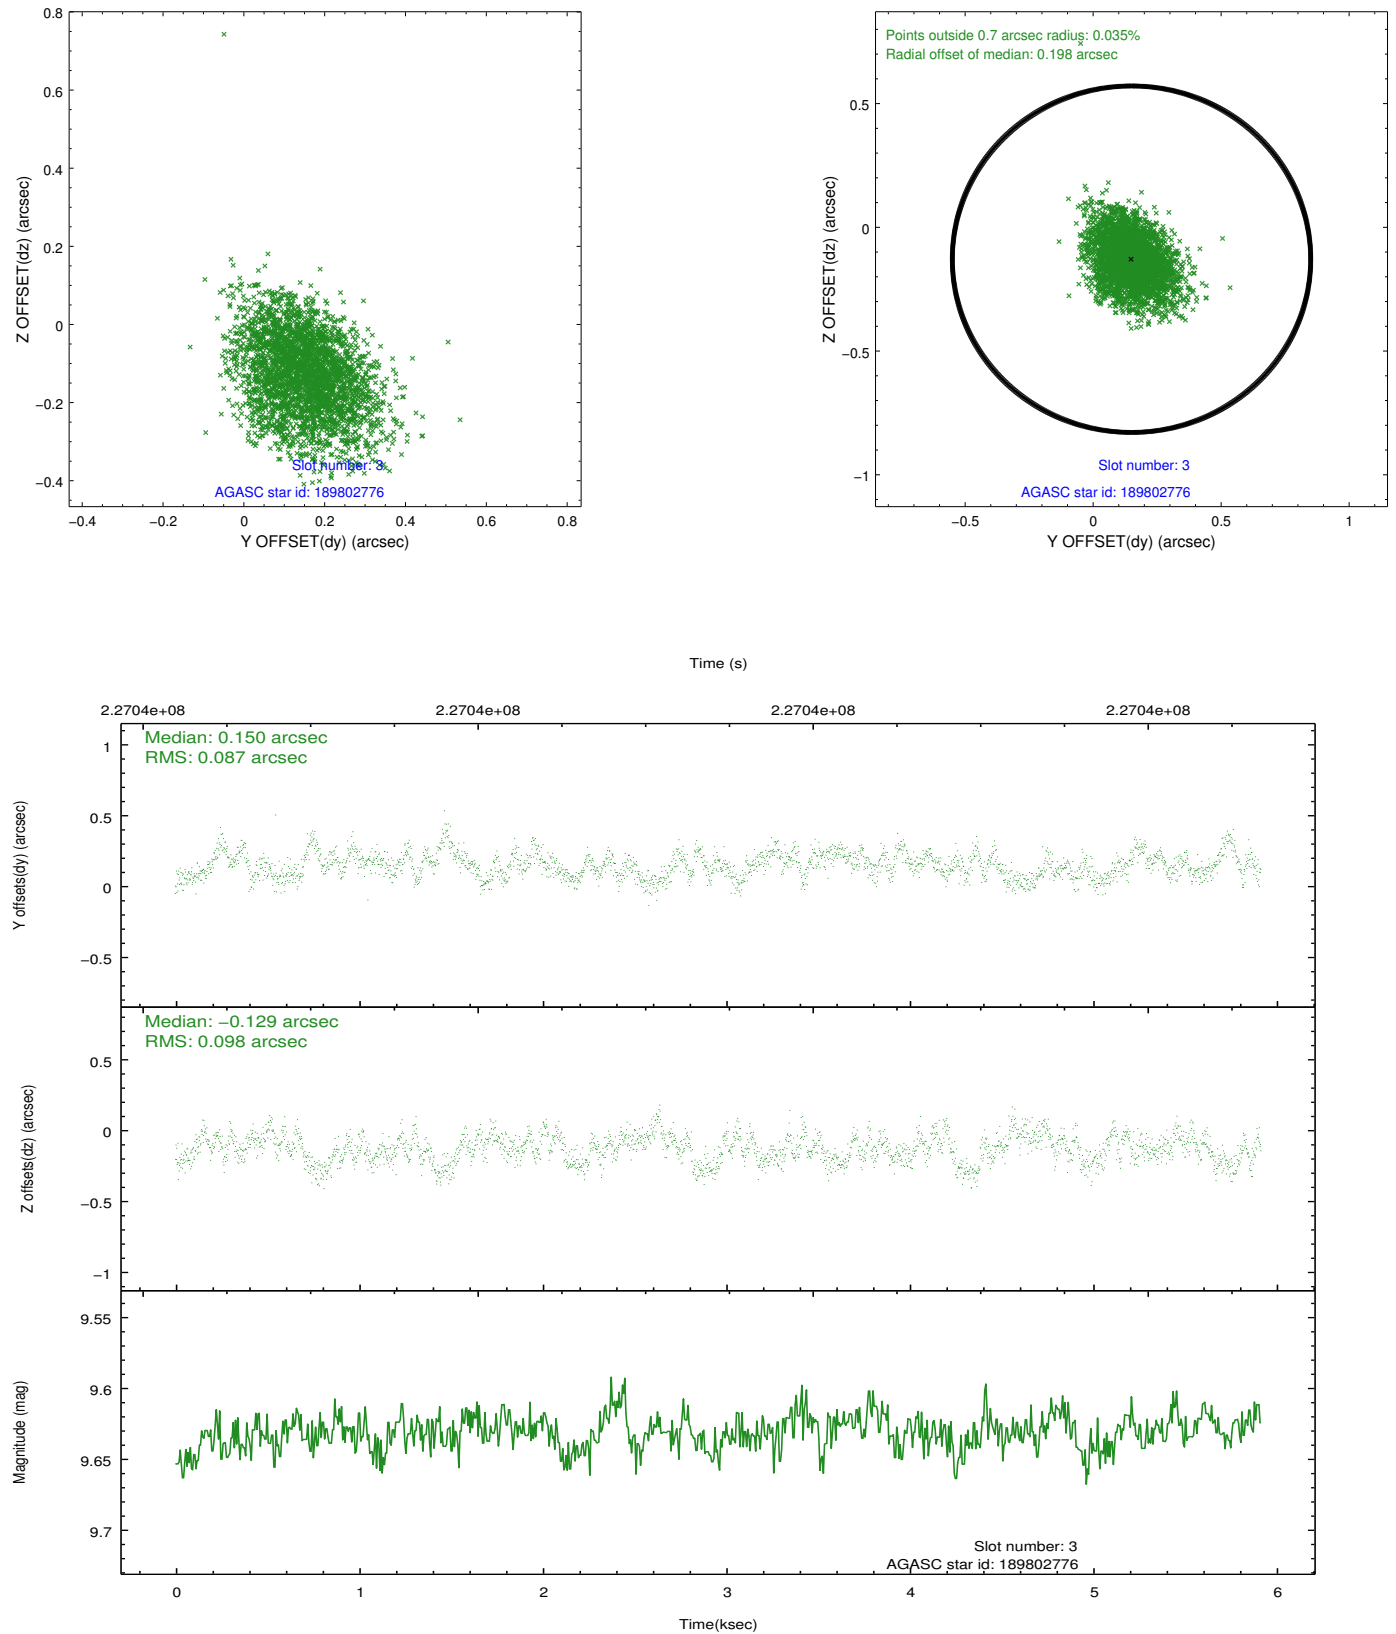 0.8
0.6
0.4
0.2
0
−0.2
−0.4
Z OFFSET(dz) (arcsec)
Slot number: 3
AGASC star id: 189802776
−0.4 −0.2 0 0.2 0.4 0.6 0.8
Y OFFSET(dy) (arcsec)
Points outside 0.7 arcsec radius: 0.035%
Radial offset of median: 0.198 arcsec
0.5
0
−0.5
−1
Z OFFSET(dz) (arcsec)
Slot number: 3
AGASC star id: 189802776
−0.5 0 0.5 1
Y OFFSET(dy) (arcsec)
Time (s)
2.2704e+08 2.2704e+08 2.2704e+08 2.2704e+08
Median: 0.150 arcsec
RMS: 0.087 arcsec
1
0.5
0
−0.5
Y offsets(dy) (arcsec)
Median: −0.129 arcsec
RMS: 0.098 arcsec
0.5
0
−0.5
−1
Z offsets(dz) (arcsec)
9.55
9.6
9.65
9.7
Magnitude (mag)
Slot number: 3
AGASC star id: 189802776
0 1 2 3 4 5 6
Time(ksec)